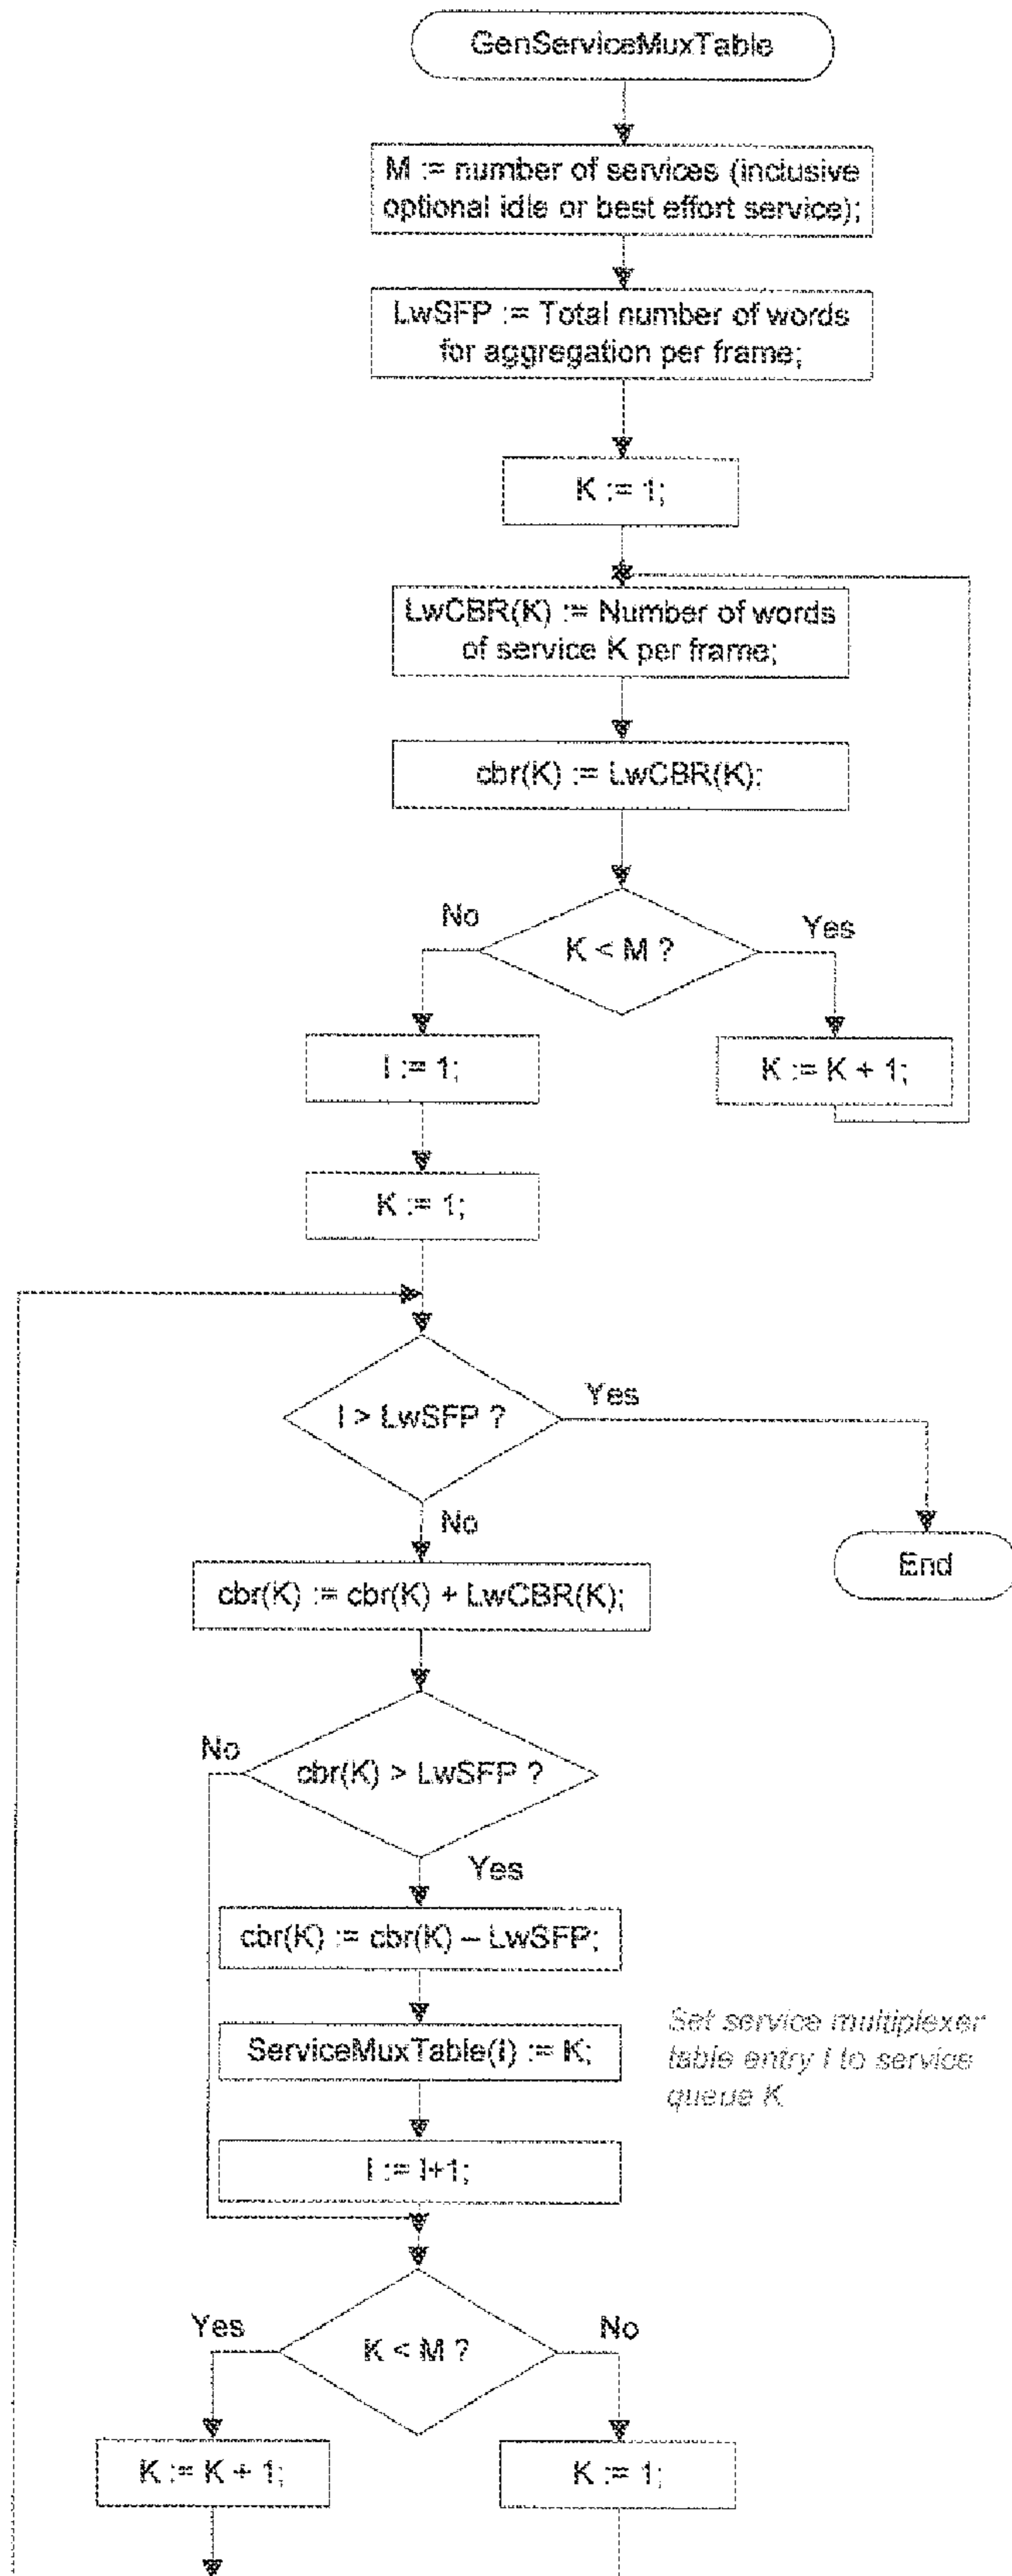 GenServiceMuxTable
M := number of services (inclusive
optional idle or best effort service);
LwSFP := Total number of words
for aggregation per frame;
K := 1;
LwCBR(K) := Number of words
of service K per frame;
cbr(K) := LwCBR(K);
No
Yes
K < M ?
I := 1;
K := K + 1;
K := 1;
I > LwSFP ?
Yes
No
End
cbr(K) := cbr(K) + LwCBR(K);
No
cbr(K) > LwSFP ?
Yes
cbr(K) := cbr(K) – LwSFP;
ServiceMuxTable(I) := K;
Set service multiplexer
table entry I to service
queue K
I := I+1;
Yes
No
K < M ?
K := K + 1;
K := 1;